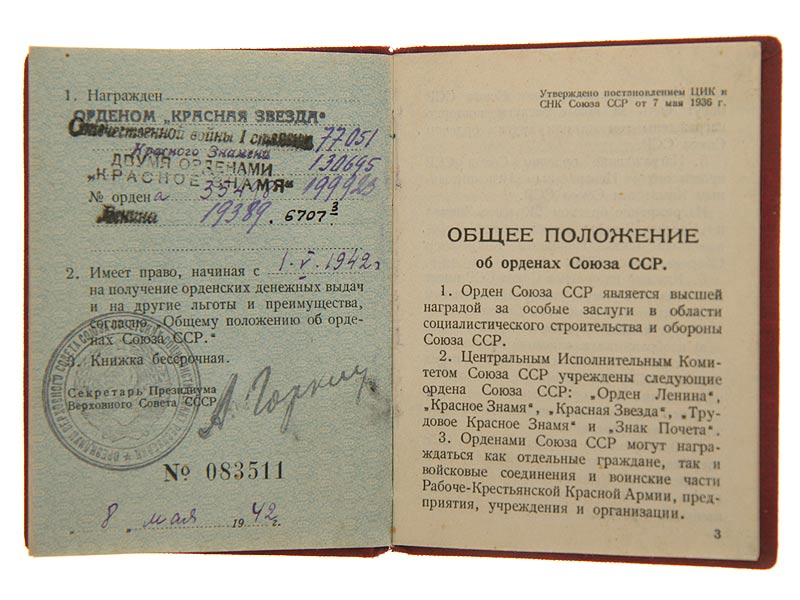 1. Награжден
ОРДЕНОМ „КРАСНАЯ ЗВЕЗДА"
Отечественной войны I степени 77051
Красного Знамени
ДВУМЯ ОРДЕНАМИ 130695
„КРАСНОЕ ЗНАМЯ" 199923
№ ордена 35498
Ленина 19389. 6707 3
2. Имеет право, начиная с 1.V.1942г
на получение орденских денежных выдач
и на другие льготы и преимущества,
согласно „Общему положению об орде-
нах Союза ССР."
3. Книжка бессрочная.
Секретарь Президиума
Верховного Совета СССР
А. Горкин
№ 083511
8 мая 1942 г.
Утверждено постановлением ЦИК и
СНК Союза ССР от 7 мая 1936 г.
ОБЩЕЕ ПОЛОЖЕНИЕ
об орденах Союза ССР.
1. Орден Союза ССР является высшей
наградой за особые заслуги в области
социалистического строительства и обороны
Союза ССР.
2. Центральным Исполнительным Коми-
тетом Союза ССР учреждены следующие
ордена Союза ССР: „Орден Ленина",
„Красное Знамя", „Красная Звезда", „Тру-
довое Красное Знамя" и „Знак Почета".
3. Орденами Союза ССР могут награ-
ждаться как отдельные граждане, так и
войсковые соединения и воинские части
Рабоче-Крестьянской Красной Армии, пред-
приятия, учреждения и организации.
3